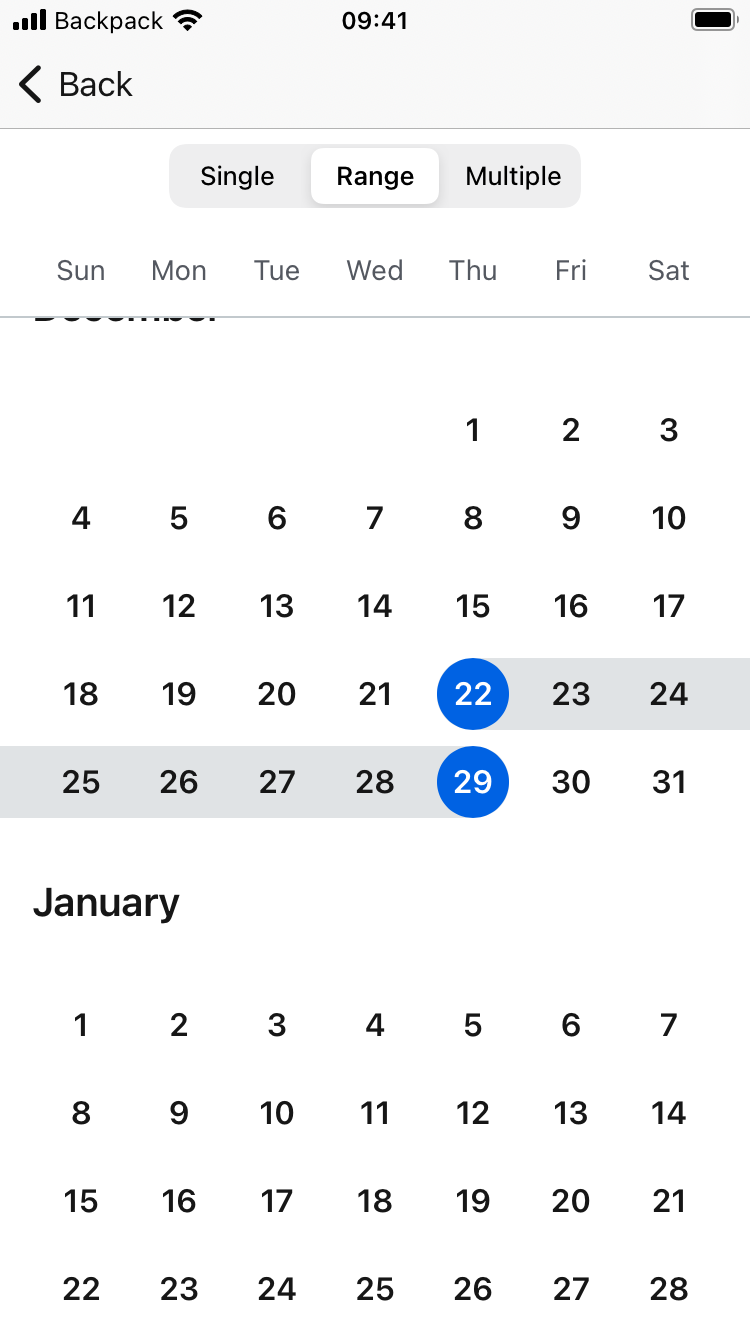 Backpack 09:41
Back
Single Range Multiple
Sun Mon Tue Wed Thu Fri Sat
December
1 2 3
4 5 6 7 8 9 10
11 12 13 14 15 16 17
18 19 20 21 22 23 24
25 26 27 28 29 30 31
January
1 2 3 4 5 6 7
8 9 10 11 12 13 14
15 16 17 18 19 20 21
22 23 24 25 26 27 28